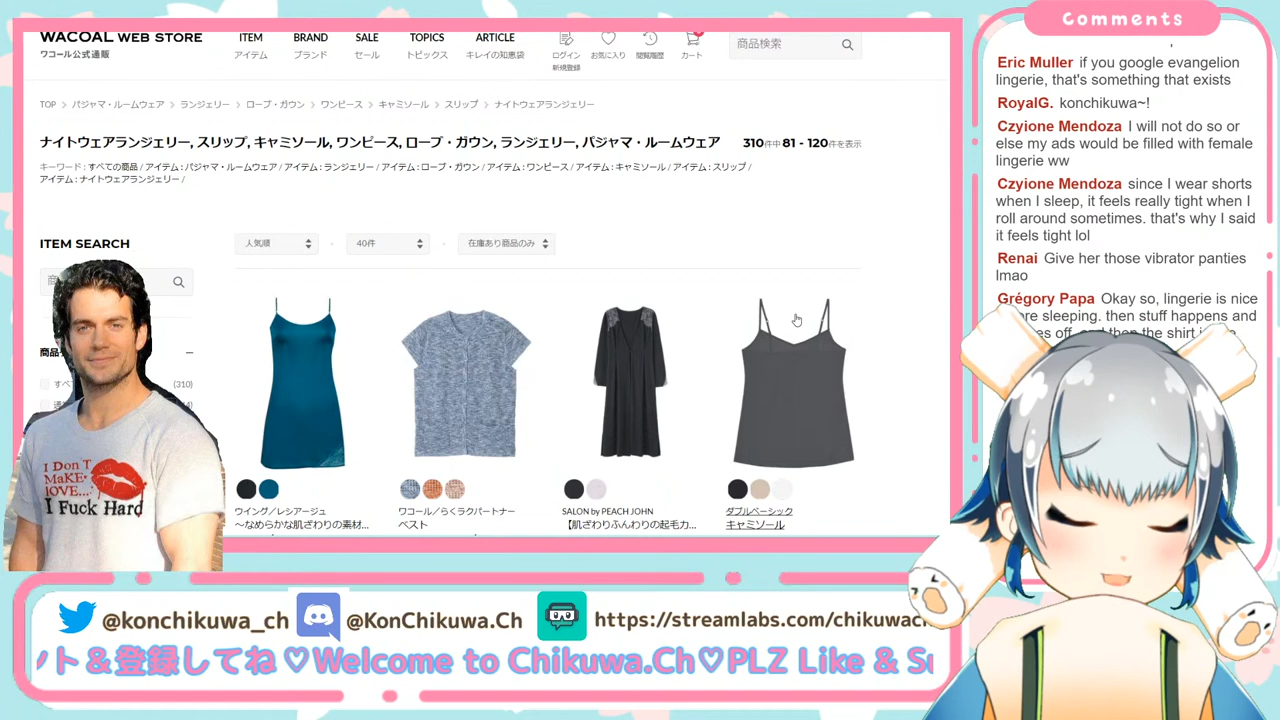 WACOAL WEB STORE
ワコール公式通販
ITEM
アイテム
BRAND
ブランド
SALE
セール
TOPICS
トピックス
ARTICLE
キレイの知恵袋
ログイン
新規登録
お気に入り
閲覧履歴
カート
商品検索
TOP > パジャマ・ルームウェア > ランジェリー > ローブ・ガウン > ワンピース > キャミソール > スリップ > ナイトウェアランジェリー
ナイトウェアランジェリー, スリップ, キャミソール, ワンピース, ローブ・ガウン, ランジェリー, パジャマ・ルームウェア
310件中 81 - 120件を表示
キーワード : すべての商品 / アイテム : パジャマ・ルームウェア / アイテム : ランジェリー / アイテム : ローブ・ガウン / アイテム : ワンピース / アイテム : キャミソール / アイテム : スリップ /
アイテム : ナイトウェアランジェリー /
ITEM SEARCH
人気順
40件
在庫あり商品のみ
(310)
ウイング／レシアージュ
～なめらかな肌ざわりの素材...
ワコール／らくラクパートナー
ベスト
SALON by PEACH JOHN
【肌ざわりふんわりの起毛カ...
ダブルベーシック
キャミソール
I DON'T
MAKE
LOVE...
I Fuck Hard
Comments
Eric Muller if you google evangelion
lingerie, that's something that exists
RoyalG. konchikuwa~!
Czyione Mendoza I will not do so or
else my ads would be filled with female
lingerie ww
Czyione Mendoza since I wear shorts
when I sleep, it feels really tight when I
roll around sometimes. that's why I said
it feels tight lol
Renai Give her those vibrator panties
lmao
Grégory Papa Okay so, lingerie is nice
before sleeping. then stuff happens and
off, and then the shirt is
@konchikuwa_ch
@KonChikuwa.Ch
https://streamlabs.com/chikuwac
ント＆登録してね♡Welcome to Chikuwa.Ch♡PLZ Like & Su